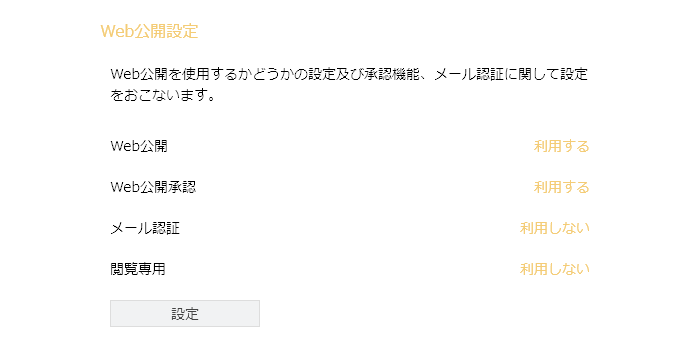 Web公開設定
Web公開を使用するかどうかの設定及び承認機能、メール認証に関して設定
をおこないます。
Web公開 利用する
Web公開承認 利用する
メール認証 利用しない
閲覧専用 利用しない
設定